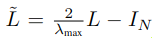 L̃ = 2/λmax L − I_N